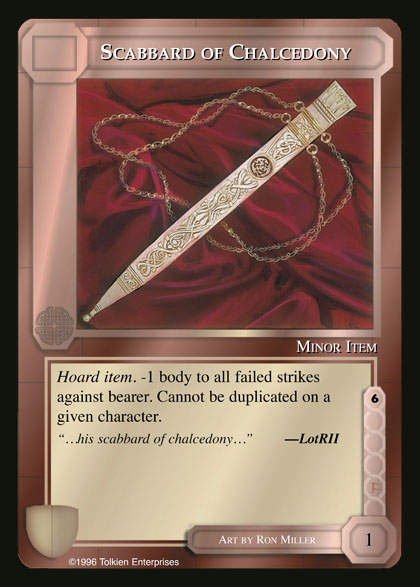 Scabbard of Chalcedony
Minor Item
Hoard item. -1 body to all failed strikes
against bearer. Cannot be duplicated on a
given character.
“…his scabbard of chalcedony…” —LotRII
6
Art by Ron Miller
1
©1996 Tolkien Enterprises